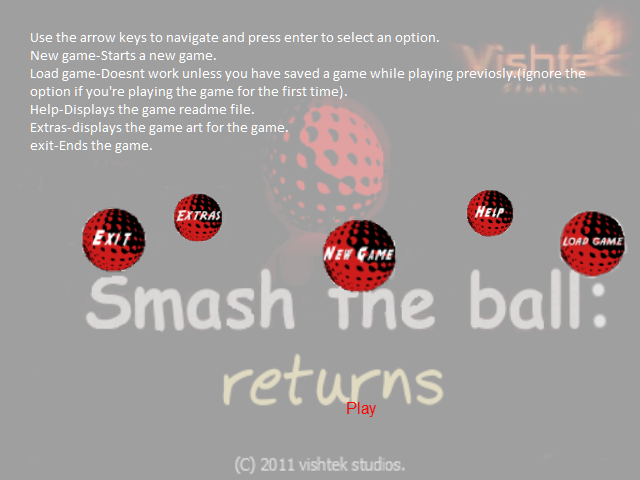 Use the arrow keys to navigate and press enter to select an option.
New game-Starts a new game.
Load game-Doesnt work unless you have saved a game while playing previosly.(Ignore the
option if you're playing the game for the first time).
Help-Displays the game readme file.
Extras-displays the game art for the game.
exit-Ends the game.
Vishtek
Studios
Exit
Extras
New Game
Help
Load Game
Smash the ball:
returns
Play
(C) 2011 vishtek studios.